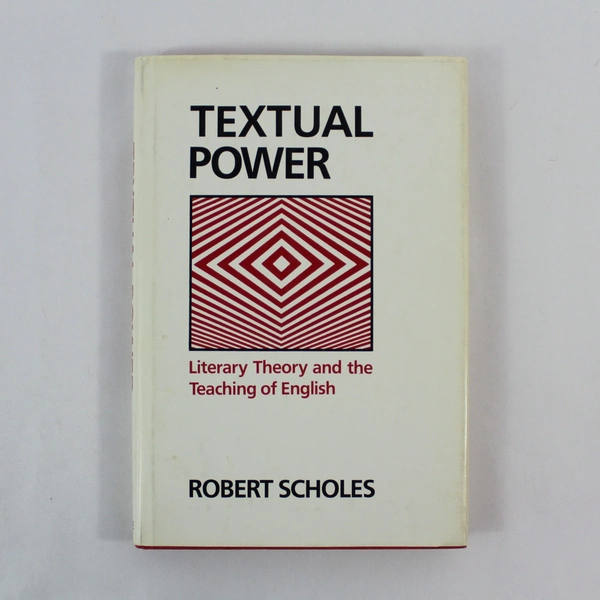 TEXTUAL
POWER
Literary Theory and the
Teaching of English
ROBERT SCHOLES